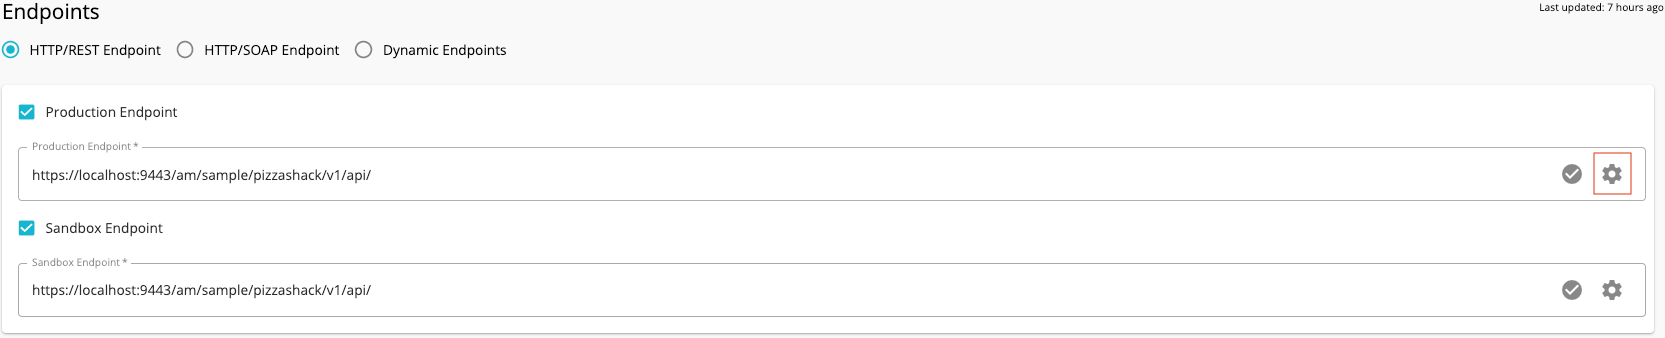 Endpoints
Last updated: 7 hours ago
HTTP/REST Endpoint HTTP/SOAP Endpoint Dynamic Endpoints
Production Endpoint
Production Endpoint *
https://localhost:9443/am/sample/pizzashack/v1/api/
Sandbox Endpoint
Sandbox Endpoint *
https://localhost:9443/am/sample/pizzashack/v1/api/